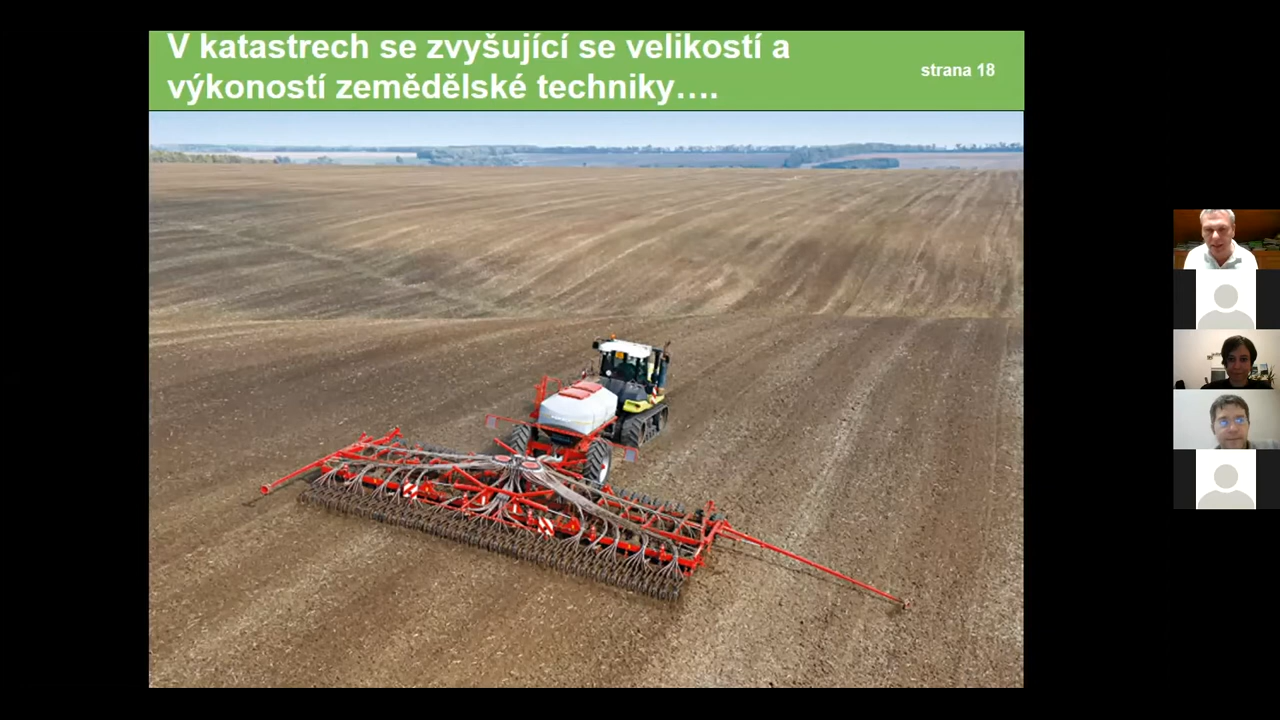 V katastrech se zvyšující se velikostí a
výkoností zemědělské techniky….
strana 18